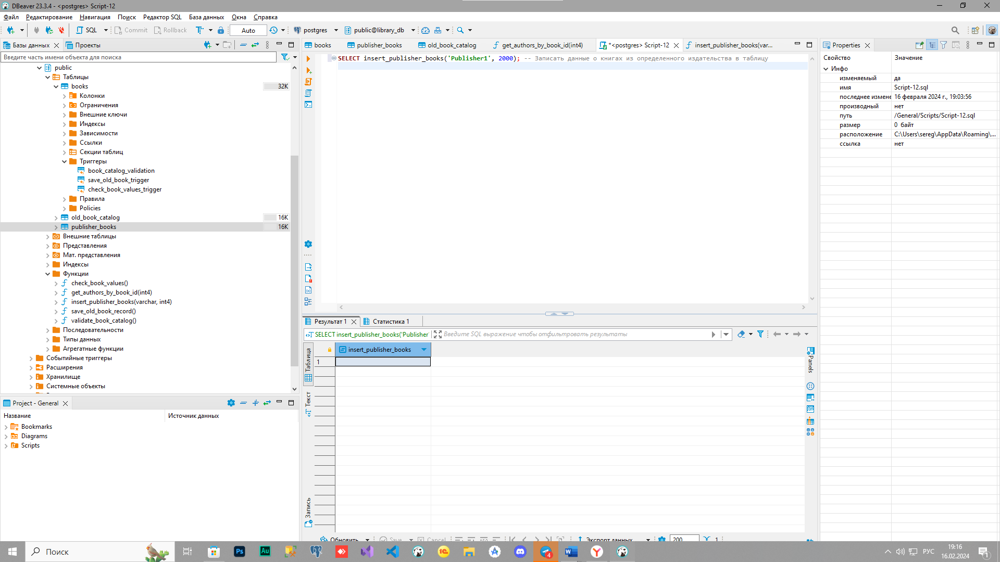 DBeaver 23.3.4 - <postgres> Script-12
Файл Редактирование Навигация Поиск Редактор SQL База данных Окна Справка
SQL Commit Rollback Auto postgres public@library_db
Базы данных Проекты
Введите часть имени объекта для поиска
public
Таблицы
books 32K
Колонки
Ограничения
Внешние ключи
Индексы
Зависимости
Ссылки
Секции таблиц
Триггеры
book_catalog_validation
save_old_book_trigger
check_book_values_trigger
Правила
Policies
old_book_catalog 16K
publisher_books 16K
Внешние таблицы
Представления
Мат. представления
Индексы
Функции
check_book_values()
get_authors_by_book_id(int4)
insert_publisher_books(varchar, int4)
save_old_book_record()
validate_book_catalog()
Последовательности
Типы данных
Агрегатные функции
Событийные триггеры
Расширения
Хранилище
Системные объекты
Project - General
Название Источник данных
Bookmarks
Diagrams
Scripts
books publisher_books old_book_catalog get_authors_by_book_id(int4) *<postgres> Script-12 insert_publisher_books(var...
SELECT insert_publisher_books('Publisher1', 2000); -- Записать данные о книгах из определенного издательства в таблицу
Результат 1 Статистика 1
SELECT insert_publisher_books('Publisher Введите SQL выражение чтобы отфильтровать результаты
insert_publisher_books
1
Таблица
Текст
Запись
Panels
Обновить Save Cancel Экспорт данных 200 1
Properties
Свойство Значение
Инфо
изменяемый да
имя Script-12.sql
последнее измене 16 февраля 2024 г., 19:03:56
производный нет
путь /General/Scripts/Script-12.sql
размер 0 байт
расположение C:\Users\sereg\AppData\Roaming\...
ссылка нет
Поиск
Ps Au 1С 4 W Y РУС
19:16
16.02.2024
1